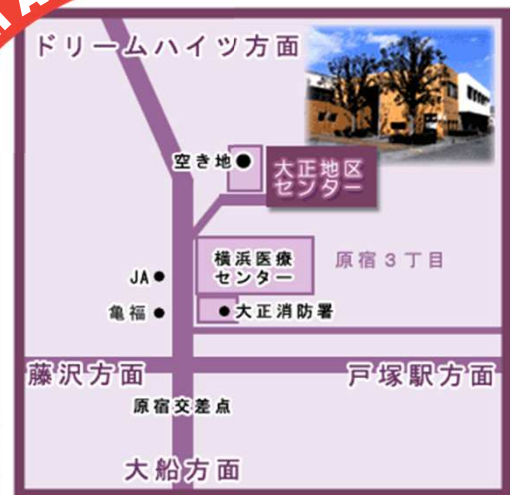 ドリームハイツ方面
空き地
大正地区
センター
横浜医療
センター
原宿3丁目
JA
亀福
大正消防署
藤沢方面
戸塚駅方面
原宿交差点
大船方面